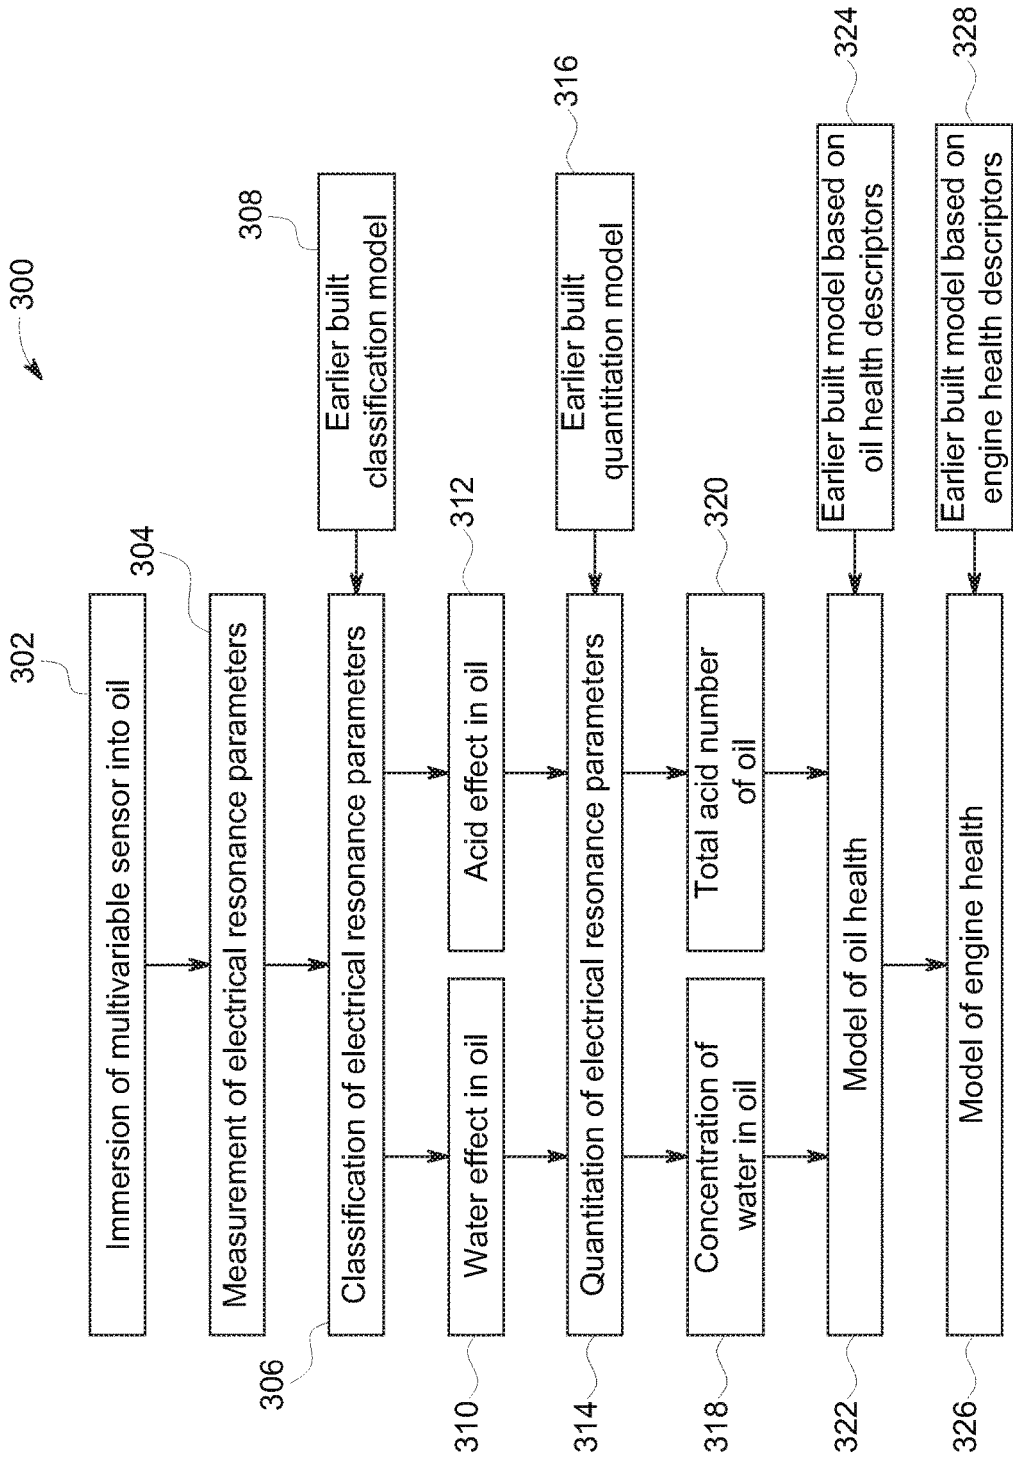 300
302
Immersion of multivariable sensor into oil
304
Measurement of electrical resonance parameters
306
Classification of electrical resonance parameters
308
Earlier built
classification model
310
Water effect in oil
312
Acid effect in oil
314
Quantitation of electrical resonance parameters
316
Earlier built
quantitation model
318
Concentration of
water in oil
320
Total acid number
of oil
322
Model of oil health
324
Earlier built model based on
oil health descriptors
326
Model of engine health
328
Earlier built model based on
engine health descriptors